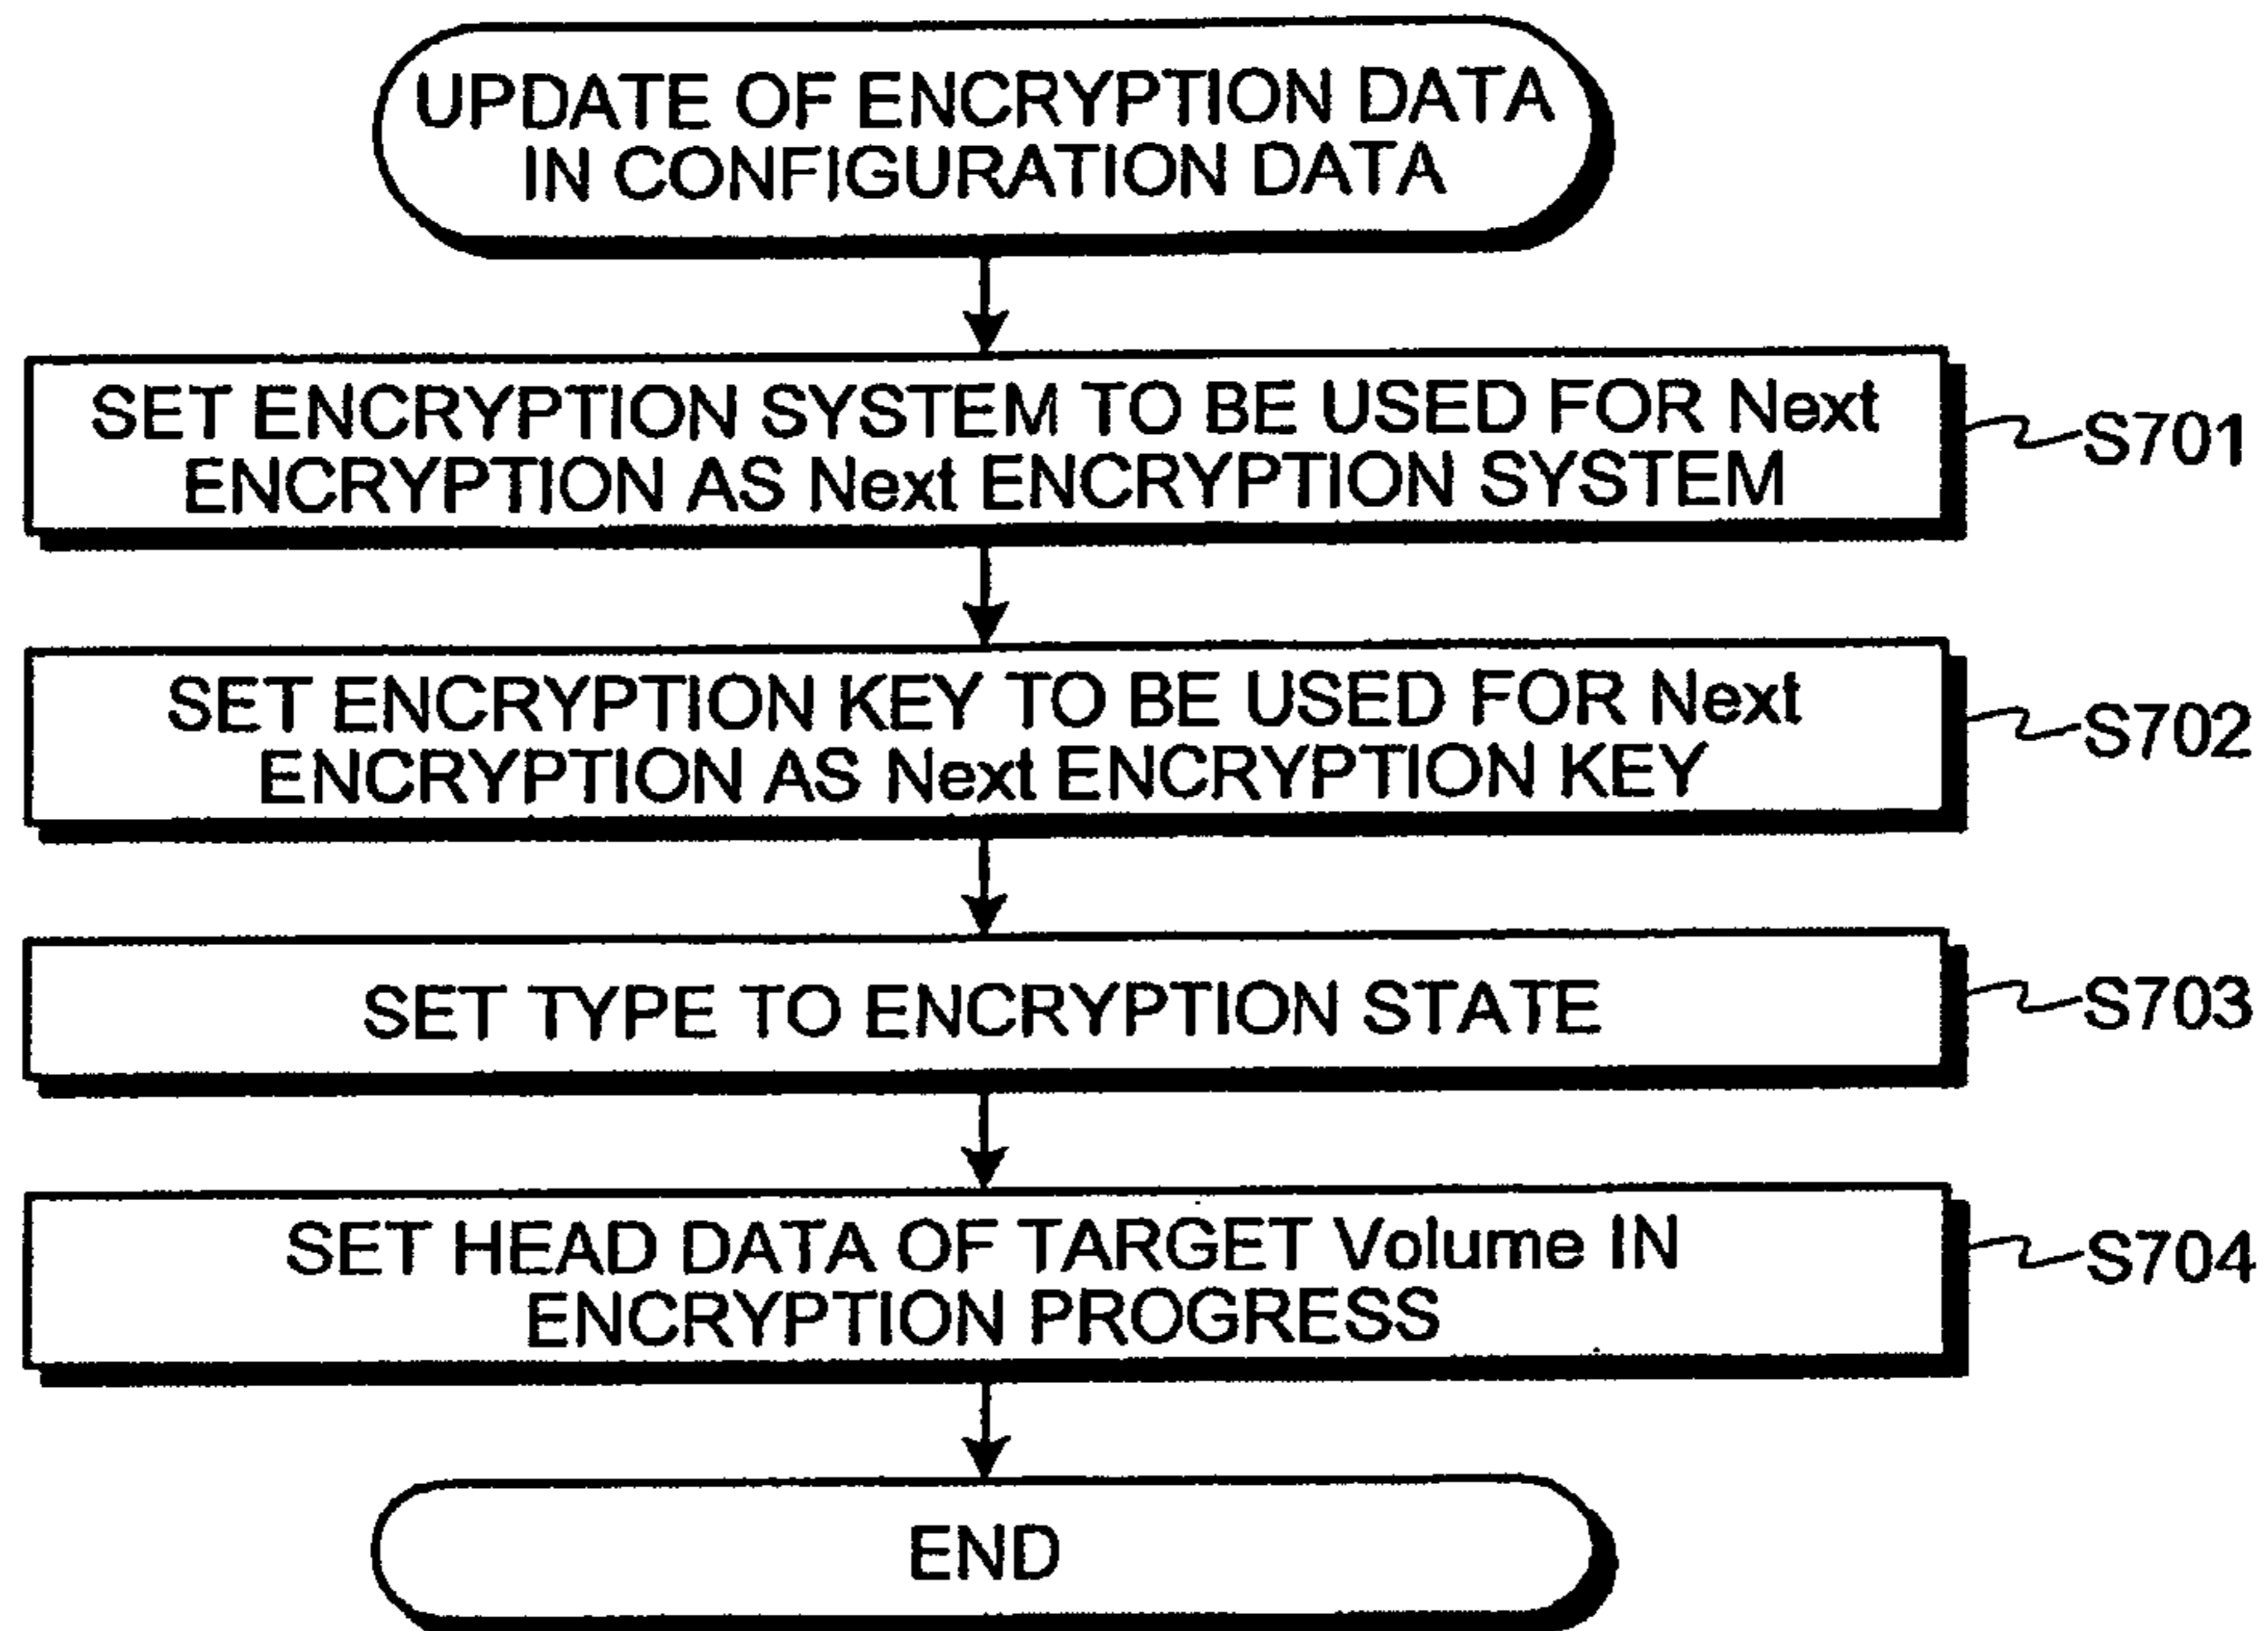 UPDATE OF ENCRYPTION DATA
IN CONFIGURATION DATA
SET ENCRYPTION SYSTEM TO BE USED FOR Next
ENCRYPTION AS Next ENCRYPTION SYSTEM
S701
SET ENCRYPTION KEY TO BE USED FOR Next
ENCRYPTION AS Next ENCRYPTION KEY
S702
SET TYPE TO ENCRYPTION STATE
S703
SET HEAD DATA OF TARGET Volume IN
ENCRYPTION PROGRESS
S704
END